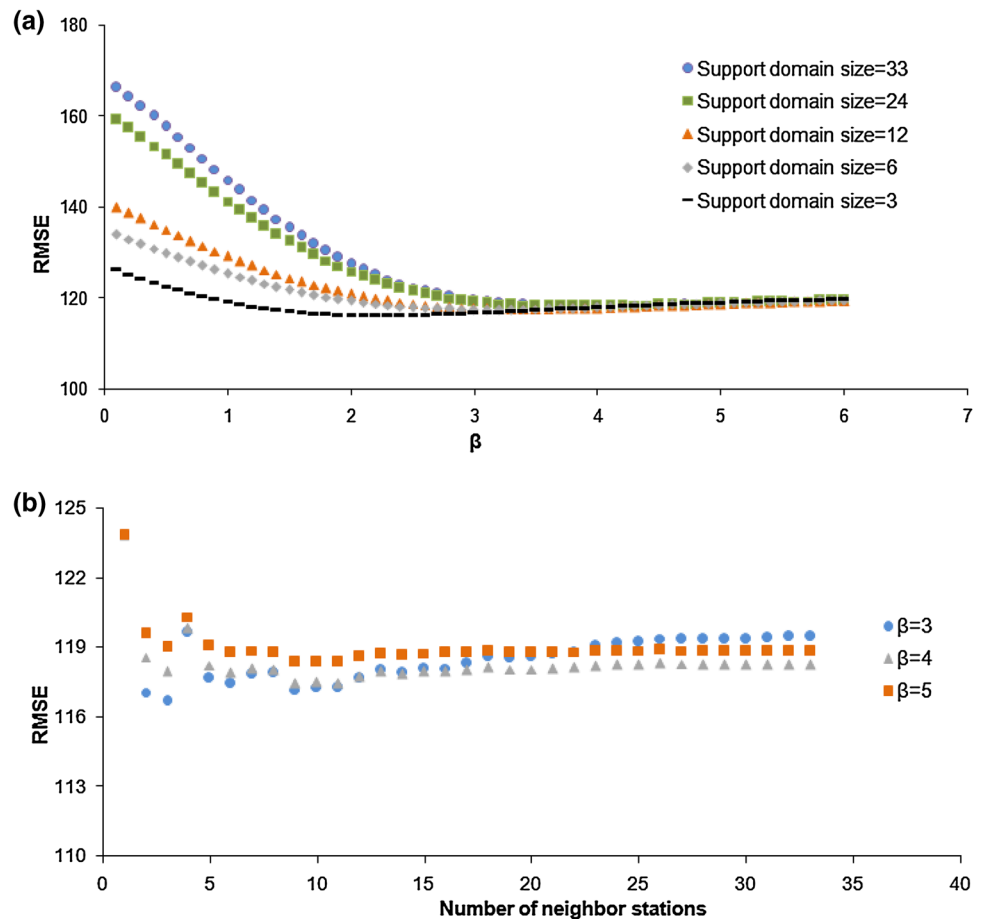 (a)
180
160
140
120
100
RMSE
0 1 2 3 4 5 6 7
β
Support domain size=33
Support domain size=24
Support domain size=12
Support domain size=6
Support domain size=3
(b)
125
122
119
116
113
110
RMSE
0 5 10 15 20 25 30 35 40
Number of neighbor stations
β=3
β=4
β=5